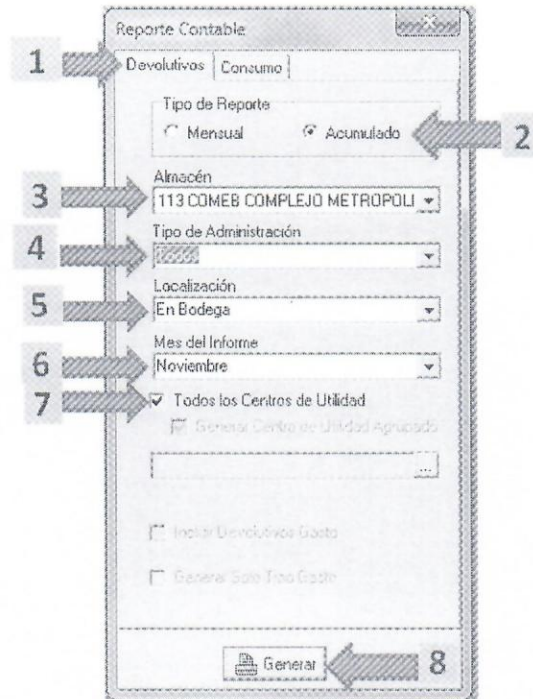 Reporte Contable
1
Devolutivos Consumo
Tipo de Reporte
Mensual Acumulado
2
Almacén
3
113 COMEB COMPLEJO METROPOLI
Tipo de Administración
4
Localización
5
En Bodega
Mes del Informe
6
Noviembre
7
Todos los Centros de Utilidad
Generar Centro de Utilidad Agrupado
...
Incluir Devolutivos Gasto
Generar Solo Tipo Gasto
Generar
8